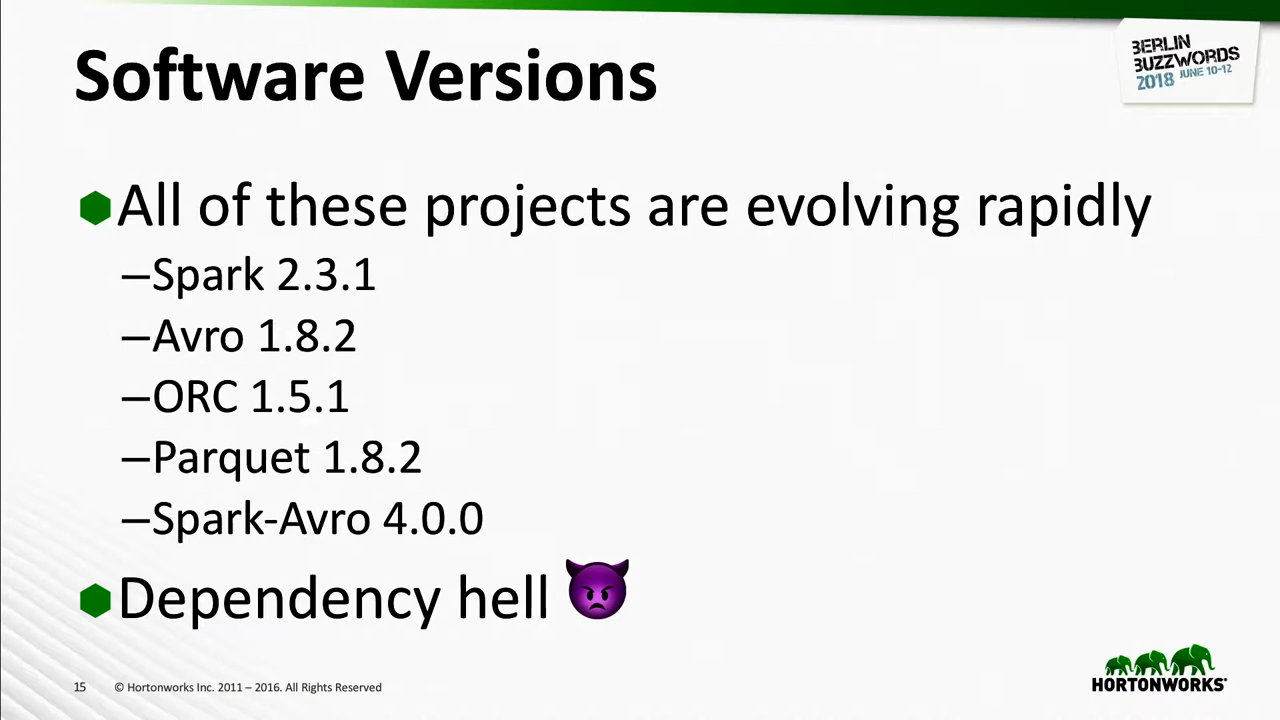 Software Versions
BERLIN
BUZZWORDS
2018 JUNE 10-12
All of these projects are evolving rapidly
–Spark 2.3.1
–Avro 1.8.2
–ORC 1.5.1
–Parquet 1.8.2
–Spark-Avro 4.0.0
Dependency hell 👿
15 © Hortonworks Inc. 2011 – 2016. All Rights Reserved
HORTONWORKS